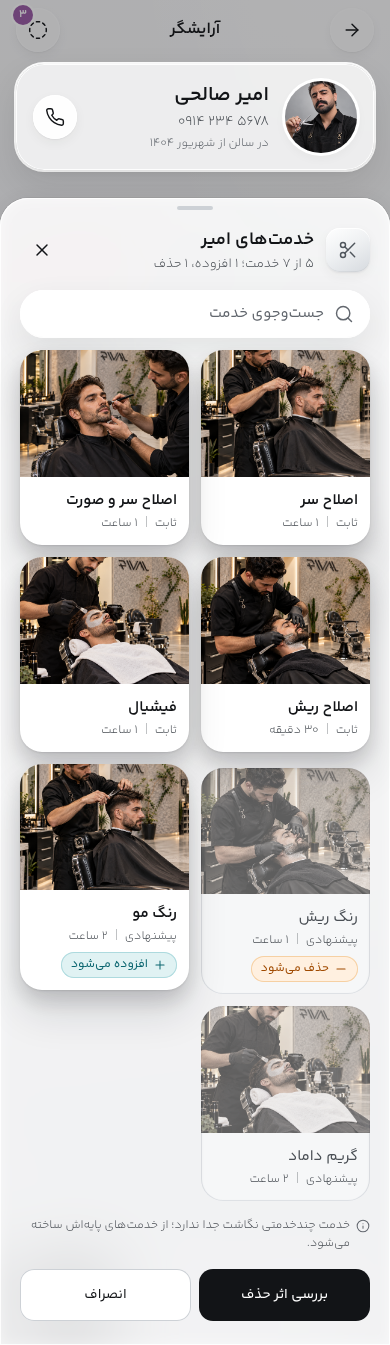 آرایشگر
۳
امیر صالحی
۰۹۱۴ ۲۳۴ ۵۶۷۸
در سالن از شهریور ۱۴۰۴
خدمت‌های امیر
۵ از ۷ خدمت؛ ۱ افزوده، ۱ حذف
جست‌وجوی خدمت
اصلاح سر
ثابت | ۱ ساعت
اصلاح سر و صورت
ثابت | ۱ ساعت
اصلاح ریش
ثابت | ۳۰ دقیقه
فیشیال
ثابت | ۱ ساعت
رنگ ریش
پیشنهادی | ۱ ساعت
حذف می‌شود
رنگ مو
پیشنهادی | ۲ ساعت
افزوده می‌شود
گریم داماد
پیشنهادی | ۲ ساعت
خدمت چندخدمتی نگاشت جدا ندارد؛ از خدمت‌های پایه‌اش ساخته
می‌شود.
بررسی اثر حذف
انصراف